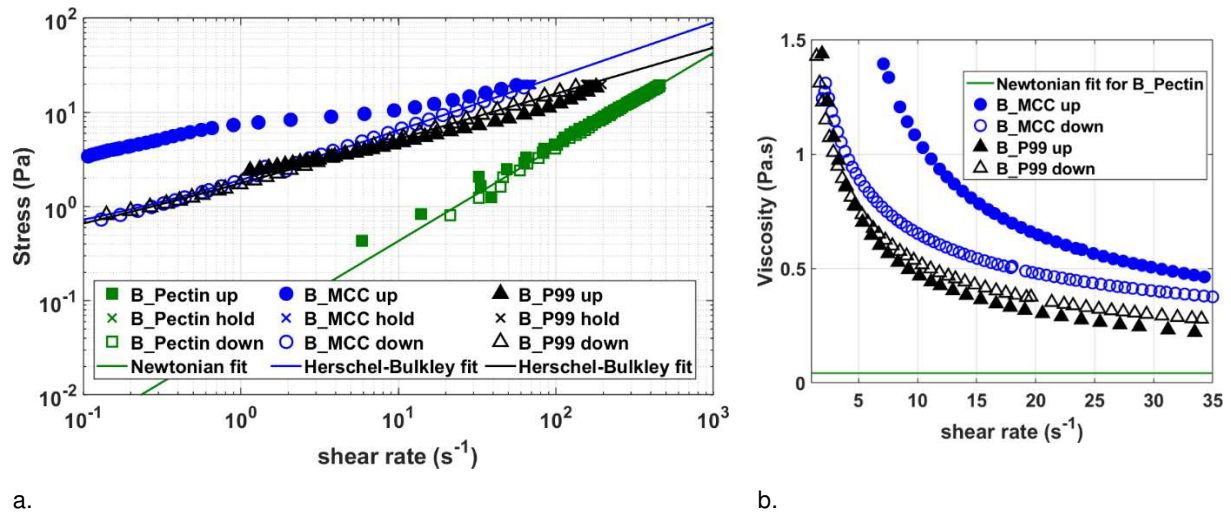 10^2
10^1
10^0
10^-1
10^-2
Stress (Pa)
B_Pectin up
B_MCC up
B_P99 up
B_Pectin hold
B_MCC hold
B_P99 hold
B_Pectin down
B_MCC down
B_P99 down
Newtonian fit
Herschel-Bulkley fit
Herschel-Bulkley fit
10^-1 10^0 10^1 10^2 10^3
shear rate (s^-1)
a.
1.5
1
0.5
0
Viscosity (Pa.s)
Newtonian fit for B_Pectin
B_MCC up
B_MCC down
B_P99 up
B_P99 down
5 10 15 20 25 30 35
shear rate (s^-1)
b.